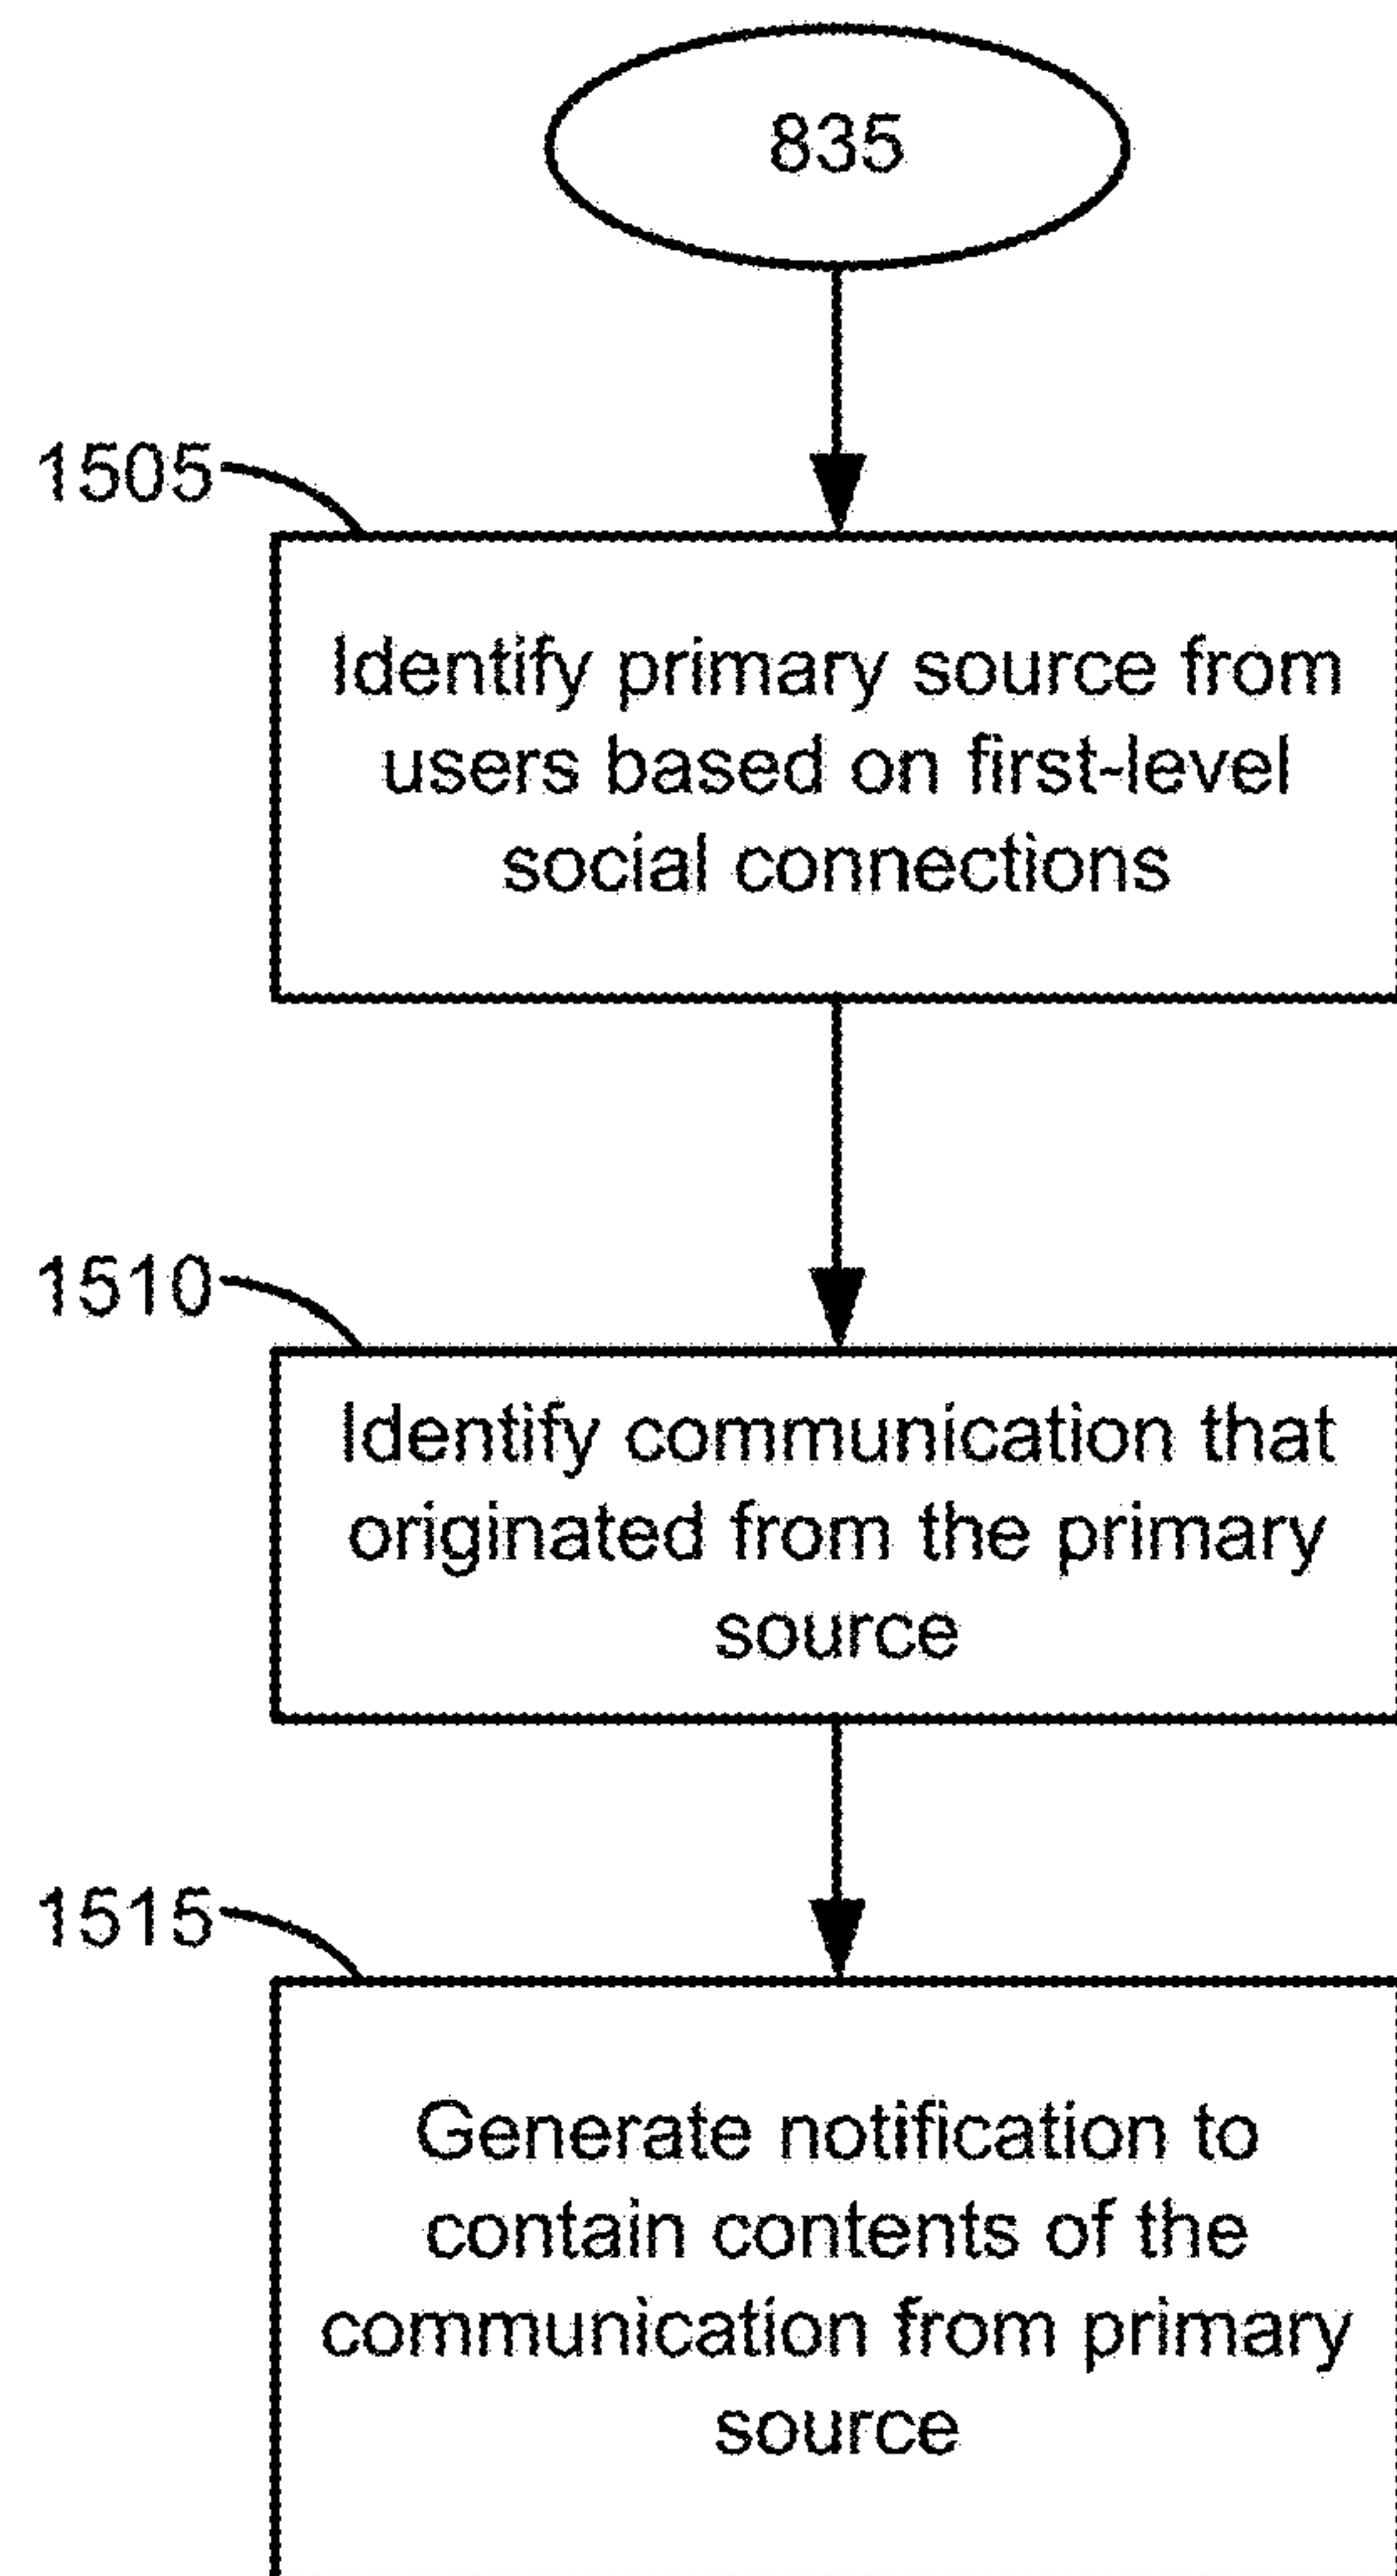 835
1505
Identify primary source from
users based on first-level
social connections
1510
Identify communication that
originated from the primary
source
1515
Generate notification to
contain contents of the
communication from primary
source